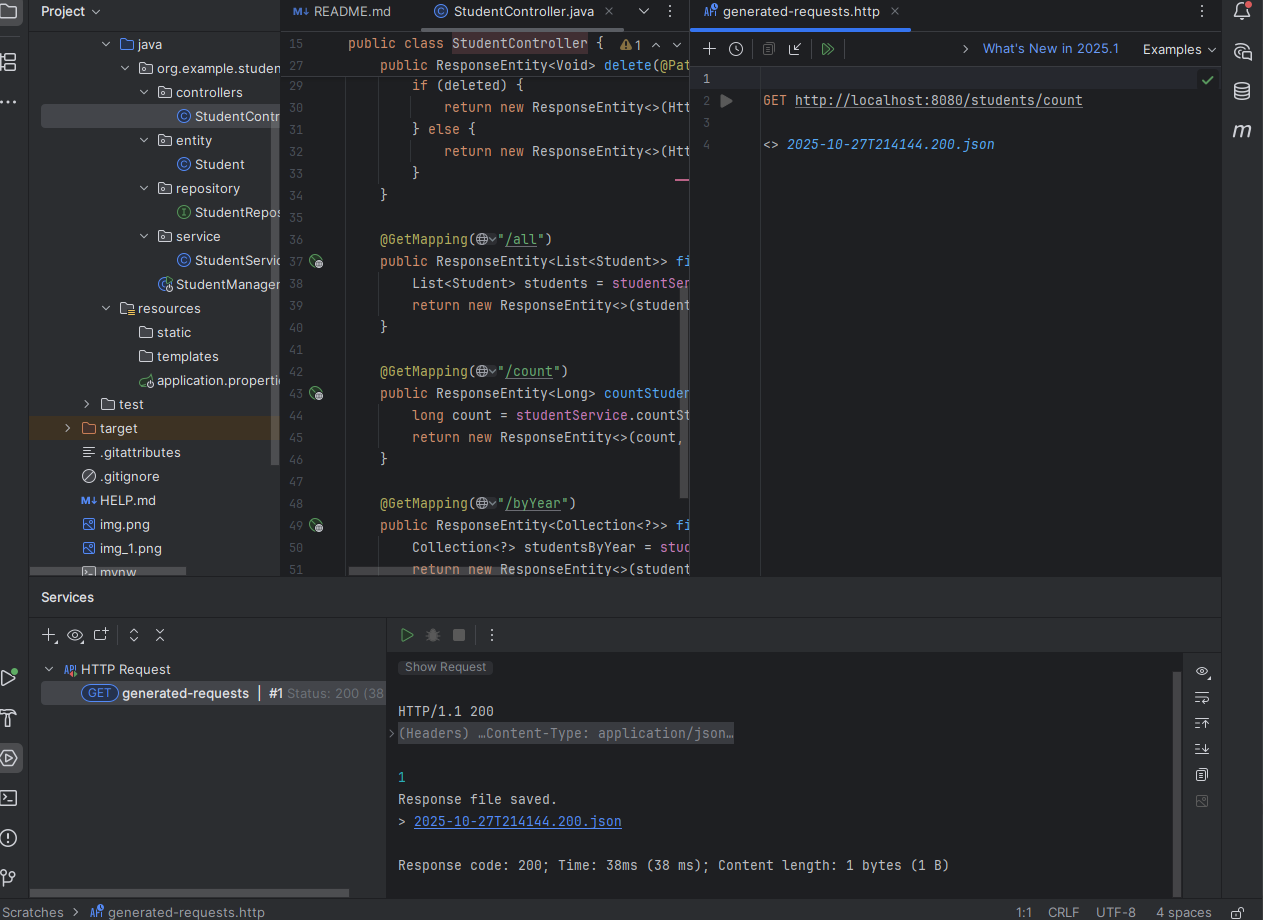 Project
java
org.example.studen
controllers
StudentContr
entity
Student
repository
StudentRepos
service
StudentServic
StudentManager
resources
static
templates
application.properti
test
target
.gitattributes
.gitignore
HELP.md
img.png
img_1.png
mvnw
README.md
StudentController.java
15 public class StudentController {
1
27 public ResponseEntity<Void> delete(@Pat
29 if (deleted) {
30 return new ResponseEntity<>(Htt
31 } else {
32 return new ResponseEntity<>(Htt
33 }
34 }
35
36 @GetMapping("/all")
37 public ResponseEntity<List<Student>> fi
38 List<Student> students = studentSer
39 return new ResponseEntity<>(student
40 }
41
42 @GetMapping("/count")
43 public ResponseEntity<Long> countStuden
44 long count = studentService.countSt
45 return new ResponseEntity<>(count,
46 }
47
48 @GetMapping("/byYear")
49 public ResponseEntity<Collection<?>> fi
50 Collection<?> studentsByYear = stud
51 return new ResponseEntity<>(student
API generated-requests.http
What's New in 2025.1
Examples
1
2 GET http://localhost:8080/students/count
3
4 <> 2025-10-27T214144.200.json
Services
HTTP Request
GET generated-requests | #1 Status: 200 (38
Show Request
HTTP/1.1 200
(Headers) …Content-Type: application/json…
1
Response file saved.
> 2025-10-27T214144.200.json
Response code: 200; Time: 38ms (38 ms); Content length: 1 bytes (1 B)
Scratches
generated-requests.http
1:1 CRLF UTF-8 4 spaces